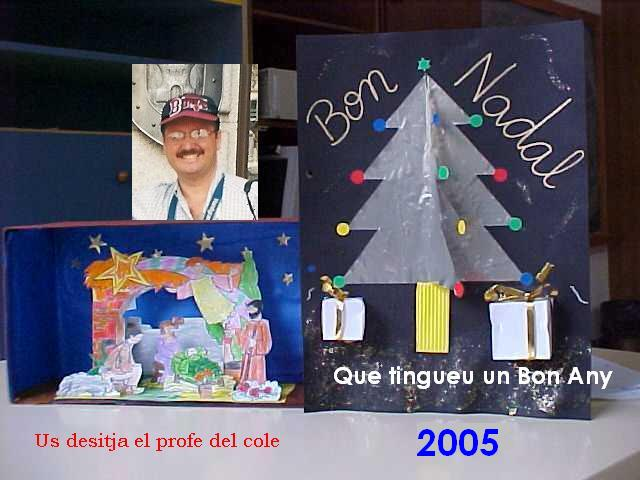 Bon Nadal
Que tingueu un Bon Any
Us desitja el profe del cole
2005